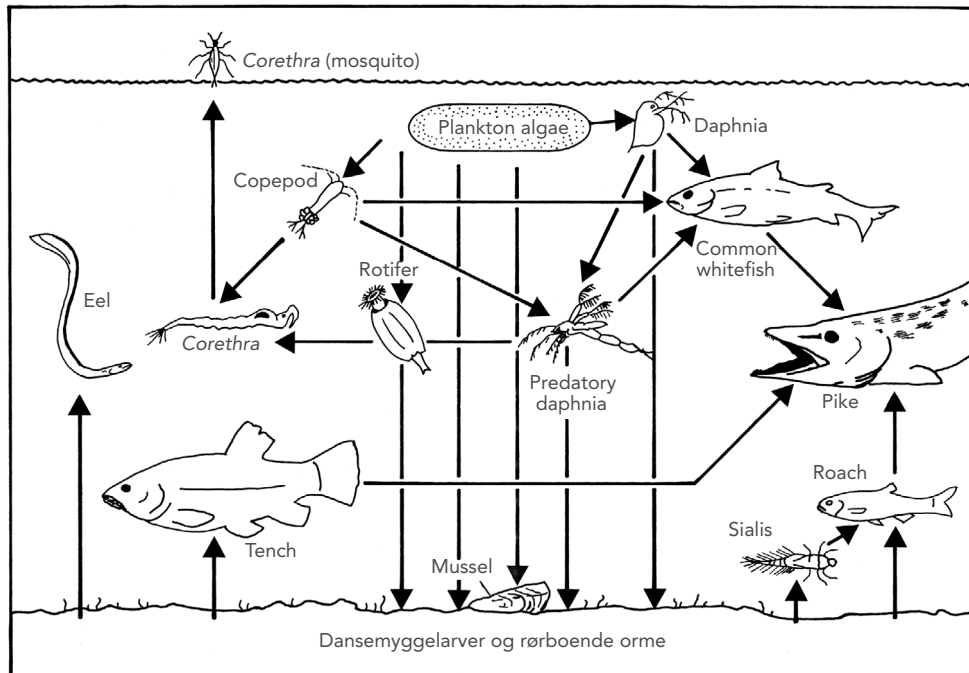 Corethra (mosquito)
Plankton algae
Daphnia
Copepod
Common
whitefish
Rotifer
Eel
Corethra
Predatory
daphnia
Pike
Roach
Sialis
Tench
Mussel
Dansemyggelarver og rørboende orme